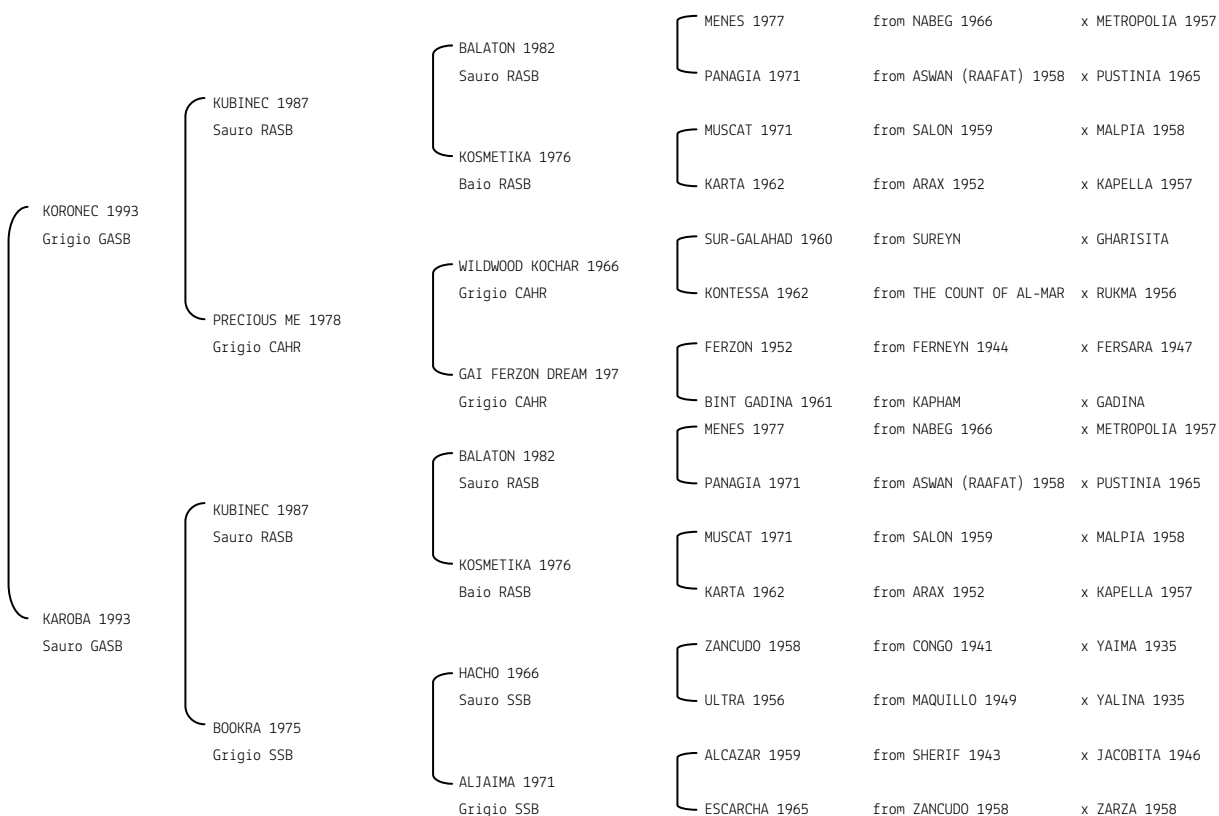 MENES 1977 from NABEG 1966 x METROPOLIA 1957
BALATON 1982
Sauro RASB
PANAGIA 1971 from ASWAN (RAAFAT) 1958 x PUSTINIA 1965
KUBINEC 1987
Sauro RASB
MUSCAT 1971 from SALON 1959 x MALPIA 1958
KOSMETIKA 1976
Baio RASB
KARTA 1962 from ARAX 1952 x KAPELLA 1957
KORONEC 1993
Grigio GASB
SUR-GALAHAD 1960 from SUREYN x GHARISITA
WILDWOOD KOCHAR 1966
Grigio CAHR
KONTESSA 1962 from THE COUNT OF AL-MAR x RUKMA 1956
PRECIOUS ME 1978
Grigio CAHR
FERZON 1952 from FERNEYN 1944 x FERSARA 1947
GAI FERZON DREAM 197
Grigio CAHR
BINT GADINA 1961 from KAPHAM x GADINA
MENES 1977 from NABEG 1966 x METROPOLIA 1957
BALATON 1982
Sauro RASB
PANAGIA 1971 from ASWAN (RAAFAT) 1958 x PUSTINIA 1965
KUBINEC 1987
Sauro RASB
MUSCAT 1971 from SALON 1959 x MALPIA 1958
KOSMETIKA 1976
Baio RASB
KARTA 1962 from ARAX 1952 x KAPELLA 1957
KAROBA 1993
Sauro GASB
ZANCUDO 1958 from CONGO 1941 x YAIMA 1935
HACHO 1966
Sauro SSB
ULTRA 1956 from MAQUILLO 1949 x YALINA 1935
BOOKRA 1975
Grigio SSB
ALCAZAR 1959 from SHERIF 1943 x JACOBITA 1946
ALJAIMA 1971
Grigio SSB
ESCARCHA 1965 from ZANCUDO 1958 x ZARZA 1958